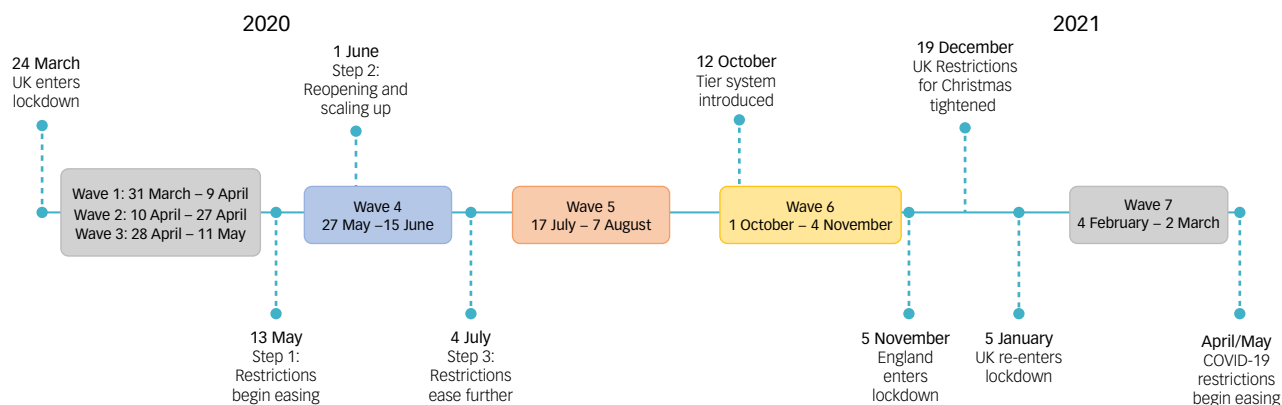 2020
2021
24 March
UK enters
lockdown
1 June
Step 2:
Reopening and
scaling up
12 October
Tier system
introduced
19 December
UK Restrictions
for Christmas
tightened
Wave 1: 31 March – 9 April
Wave 2: 10 April – 27 April
Wave 3: 28 April – 11 May
Wave 4
27 May –15 June
Wave 5
17 July – 7 August
Wave 6
1 October – 4 November
Wave 7
4 February – 2 March
13 May
Step 1:
Restrictions
begin easing
4 July
Step 3:
Restrictions
ease further
5 November
England
enters
lockdown
5 January
UK re-enters
lockdown
April/May
COVID-19
restrictions
begin easing